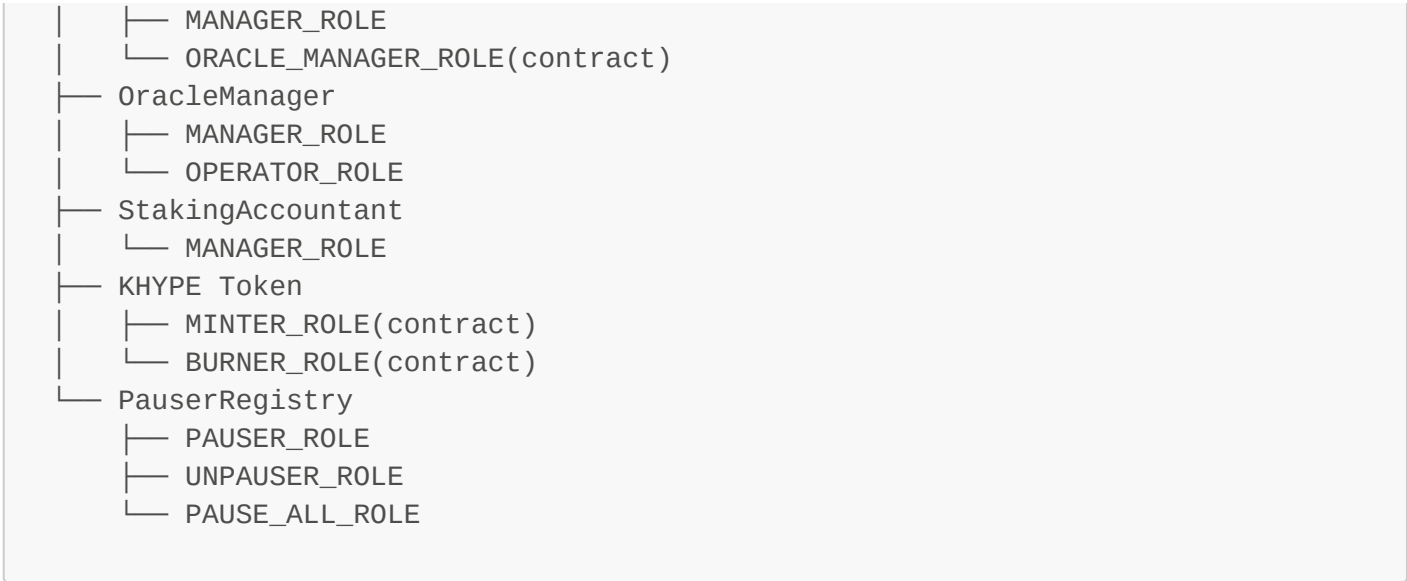 │   ├── MANAGER_ROLE
│   └── ORACLE_MANAGER_ROLE(contract)
├── OracleManager
│   ├── MANAGER_ROLE
│   └── OPERATOR_ROLE
├── StakingAccountant
│   └── MANAGER_ROLE
├── KHYPE Token
│   ├── MINTER_ROLE(contract)
│   └── BURNER_ROLE(contract)
└── PauserRegistry
    ├── PAUSER_ROLE
    ├── UNPAUSER_ROLE
    └── PAUSE_ALL_ROLE